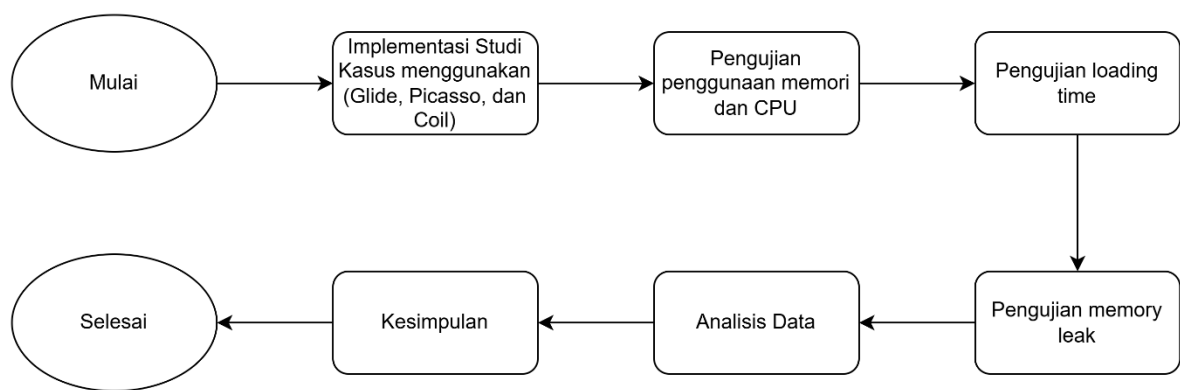 Mulai
Implementasi Studi
Kasus menggunakan
(Glide, Picasso, dan
Coil)
Pengujian
penggunaan memori
dan CPU
Pengujian loading
time
Pengujian memory
leak
Analisis Data
Kesimpulan
Selesai